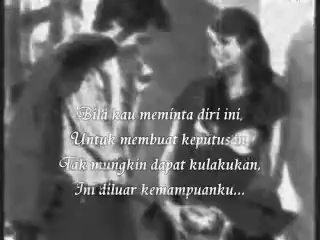 Bila kau meminta diri ini,
Untuk membuat keputusan,
Tak mungkin dapat kulakukan,
Ini diluar kemampuanku...